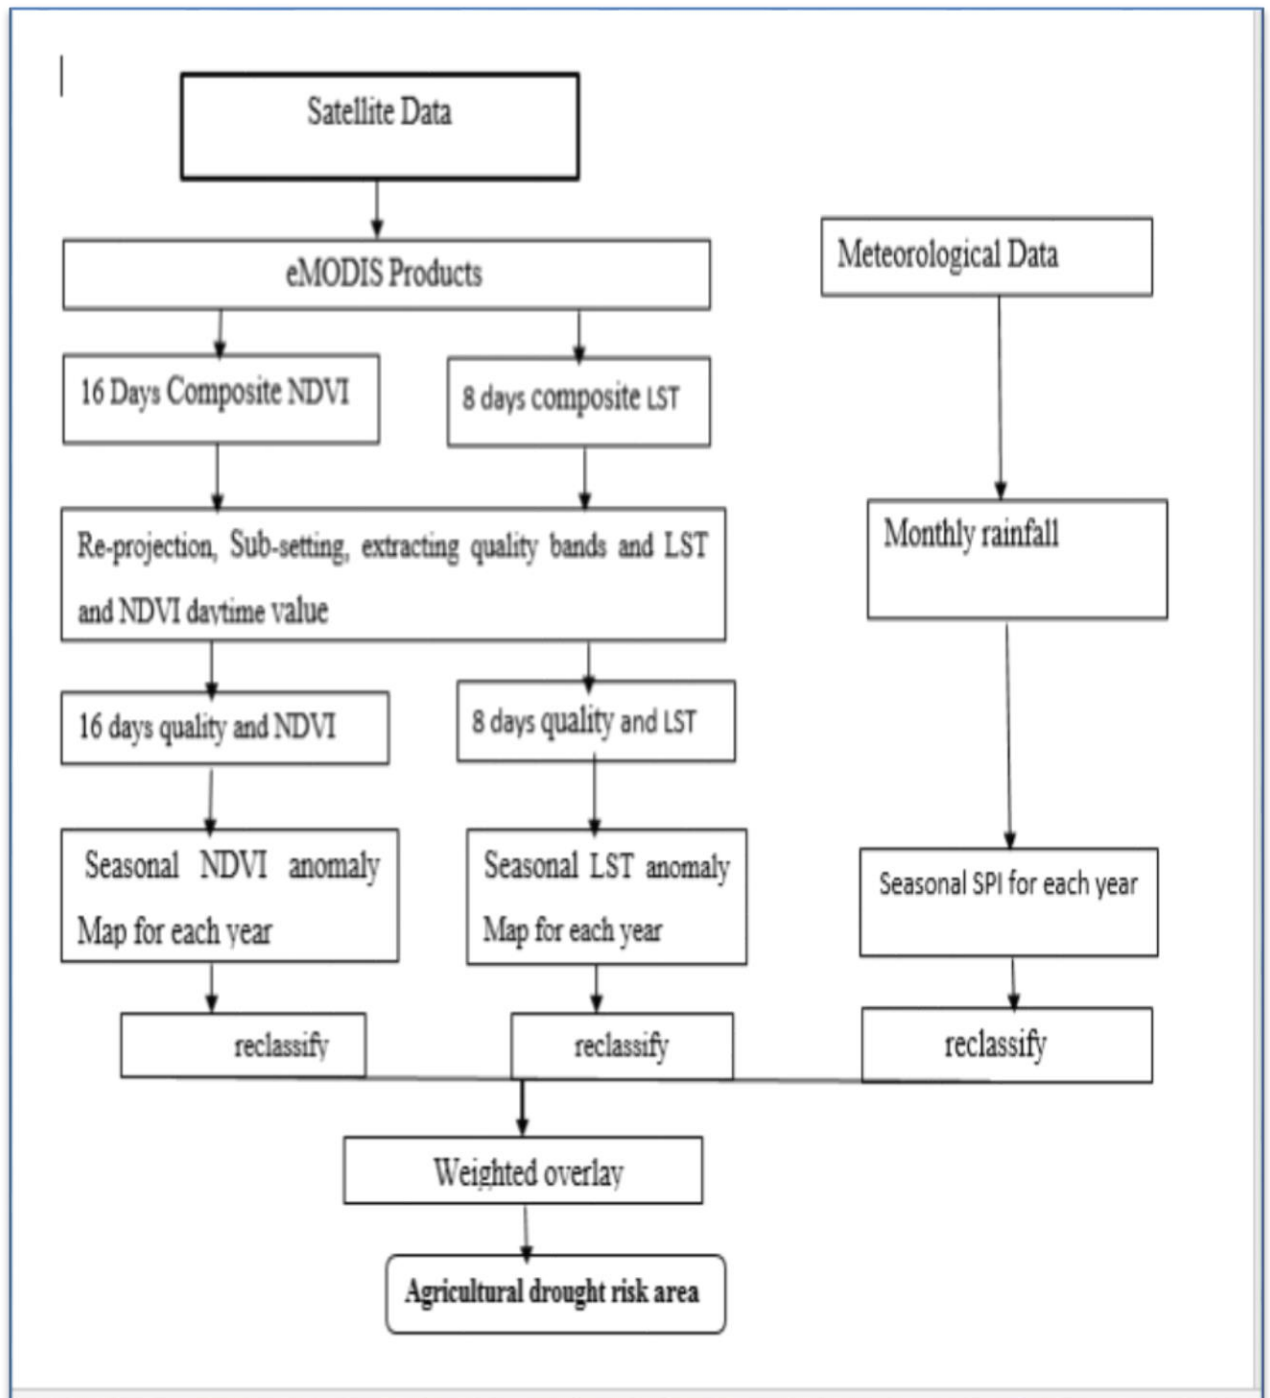 Satellite Data
eMODIS Products
Meteorological Data
16 Days Composite NDVI
8 days composite LST
Re-projection, Sub-setting, extracting quality bands and LST
and NDVI daytime value
Monthly rainfall
16 days quality and NDVI
8 days quality and LST
Seasonal NDVI anomaly
Map for each year
Seasonal LST anomaly
Map for each year
Seasonal SPI for each year
reclassify
reclassify
reclassify
Weighted overlay
Agricultural drought risk area